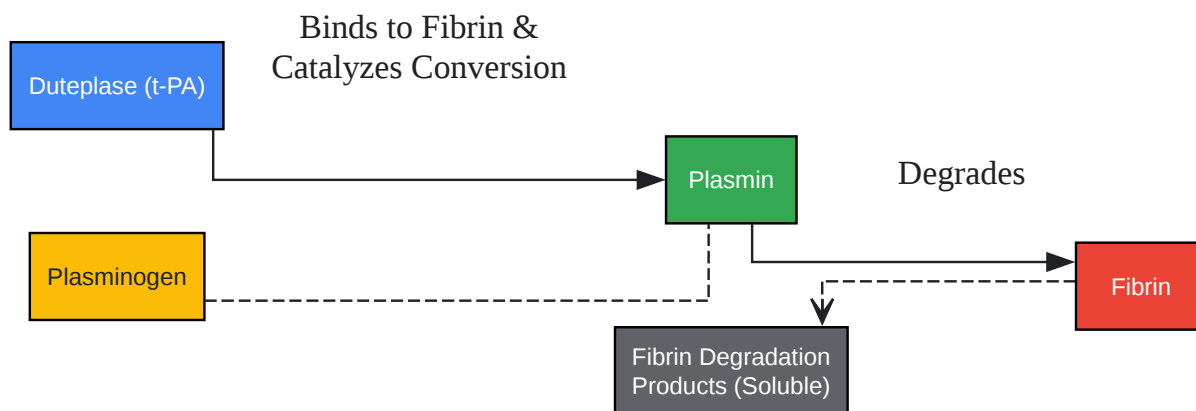 Binds to Fibrin &
Catalyzes Conversion
Duteplase (t-PA)
Plasmin
Degrades
Plasminogen
Fibrin
Fibrin Degradation
Products (Soluble)